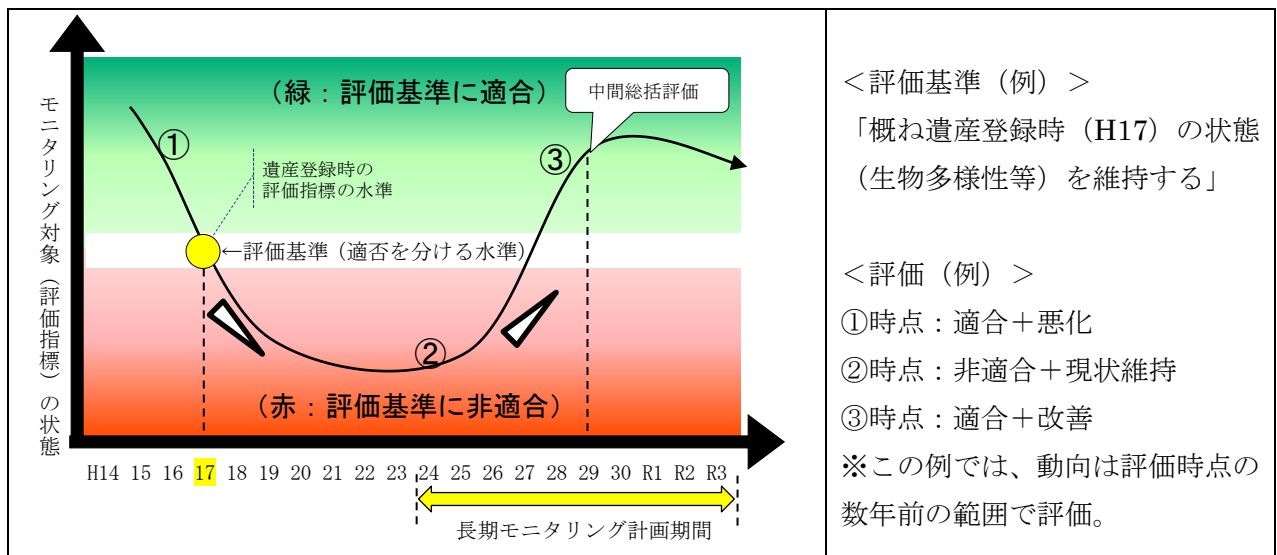 モニタリング対象（評価指標）の状態
（緑：評価基準に適合）
中間総括評価
①
③
遺産登録時の
評価指標の水準
←評価基準（適否を分ける水準）
②
（赤：評価基準に非適合）
H14 15 16 17 18 19 20 21 22 23 24 25 26 27 28 29 30 R1 R2 R3
長期モニタリング計画期間
＜評価基準（例）＞
「概ね遺産登録時（H17）の状態
（生物多様性等）を維持する」
＜評価（例）＞
①時点：適合＋悪化
②時点：非適合＋現状維持
③時点：適合＋改善
※この例では、動向は評価時点の
数年前の範囲で評価。